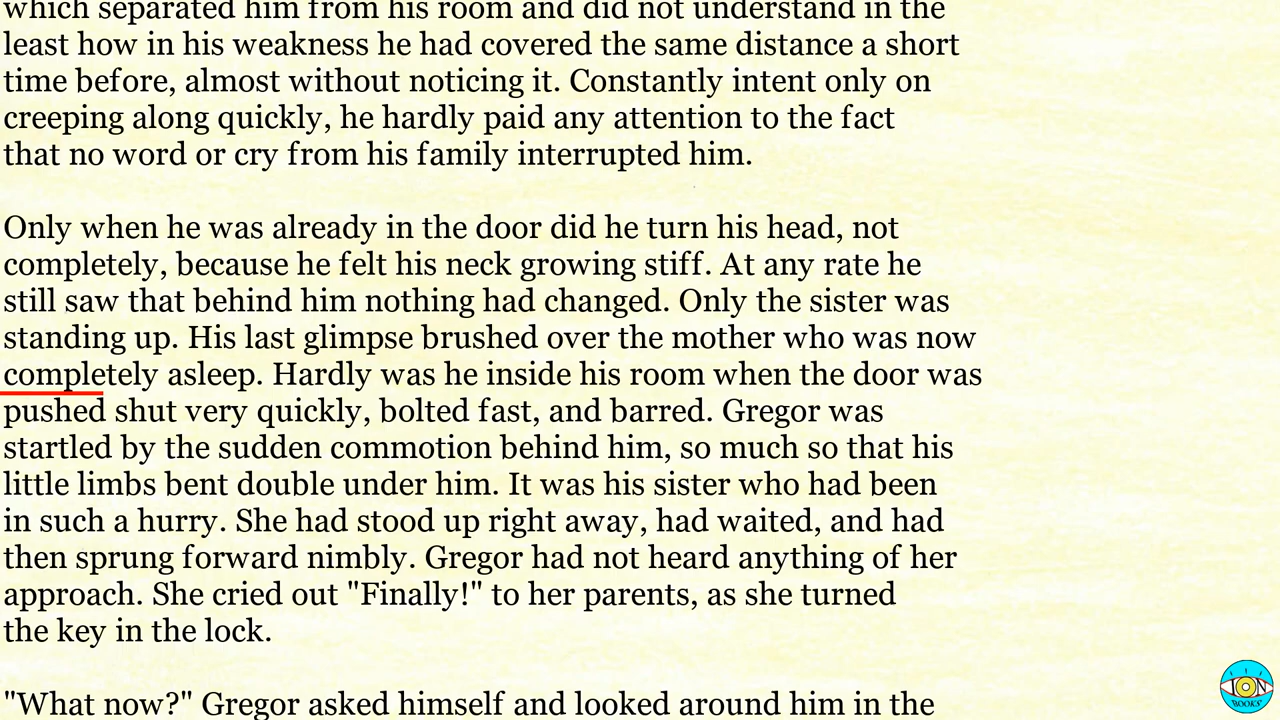 which separated him from his room and did not understand in the
least how in his weakness he had covered the same distance a short
time before, almost without noticing it. Constantly intent only on
creeping along quickly, he hardly paid any attention to the fact
that no word or cry from his family interrupted him.
Only when he was already in the door did he turn his head, not
completely, because he felt his neck growing stiff. At any rate he
still saw that behind him nothing had changed. Only the sister was
standing up. His last glimpse brushed over the mother who was now
completely asleep. Hardly was he inside his room when the door was
pushed shut very quickly, bolted fast, and barred. Gregor was
startled by the sudden commotion behind him, so much so that his
little limbs bent double under him. It was his sister who had been
in such a hurry. She had stood up right away, had waited, and had
then sprung forward nimbly. Gregor had not heard anything of her
approach. She cried out "Finally!" to her parents, as she turned
the key in the lock.
"What now?" Gregor asked himself and looked around him in the
ION
BOOKS